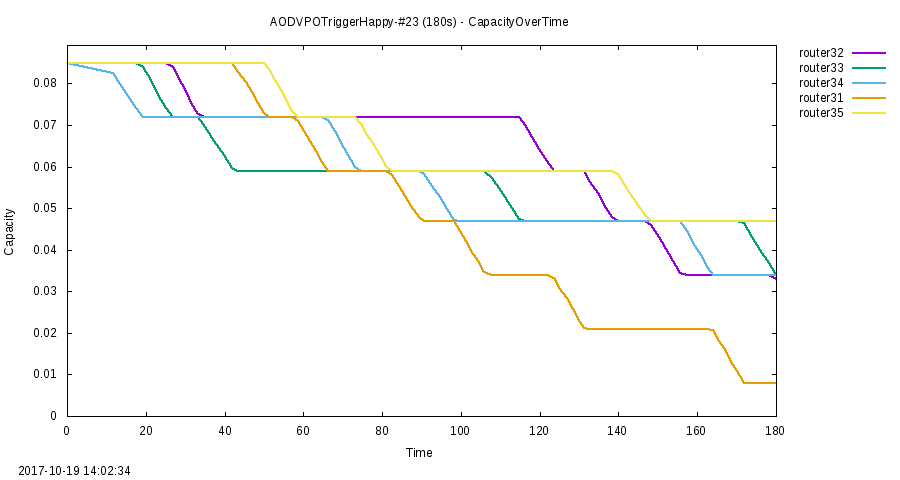 AODVPOTriggerHappy-#23 (180s) - CapacityOverTime
router32
router33
router34
router31
router35
0.08
0.07
0.06
0.05
0.04
0.03
0.02
0.01
0
Capacity
0 20 40 60 80 100 120 140 160 180
Time
2017-10-19 14:02:34